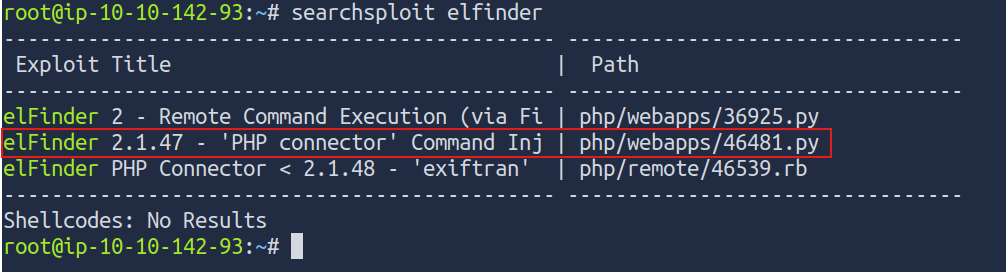 root@ip-10-10-142-93:~# searchsploit elfinder
--------------------------------------------- ---------------------------------
 Exploit Title                               |  Path
--------------------------------------------- ---------------------------------
elFinder 2 - Remote Command Execution (via Fi | php/webapps/36925.py
elFinder 2.1.47 - 'PHP connector' Command Inj | php/webapps/46481.py
elFinder PHP Connector < 2.1.48 - 'exiftran'  | php/remote/46539.rb
--------------------------------------------- ---------------------------------
Shellcodes: No Results
root@ip-10-10-142-93:~#